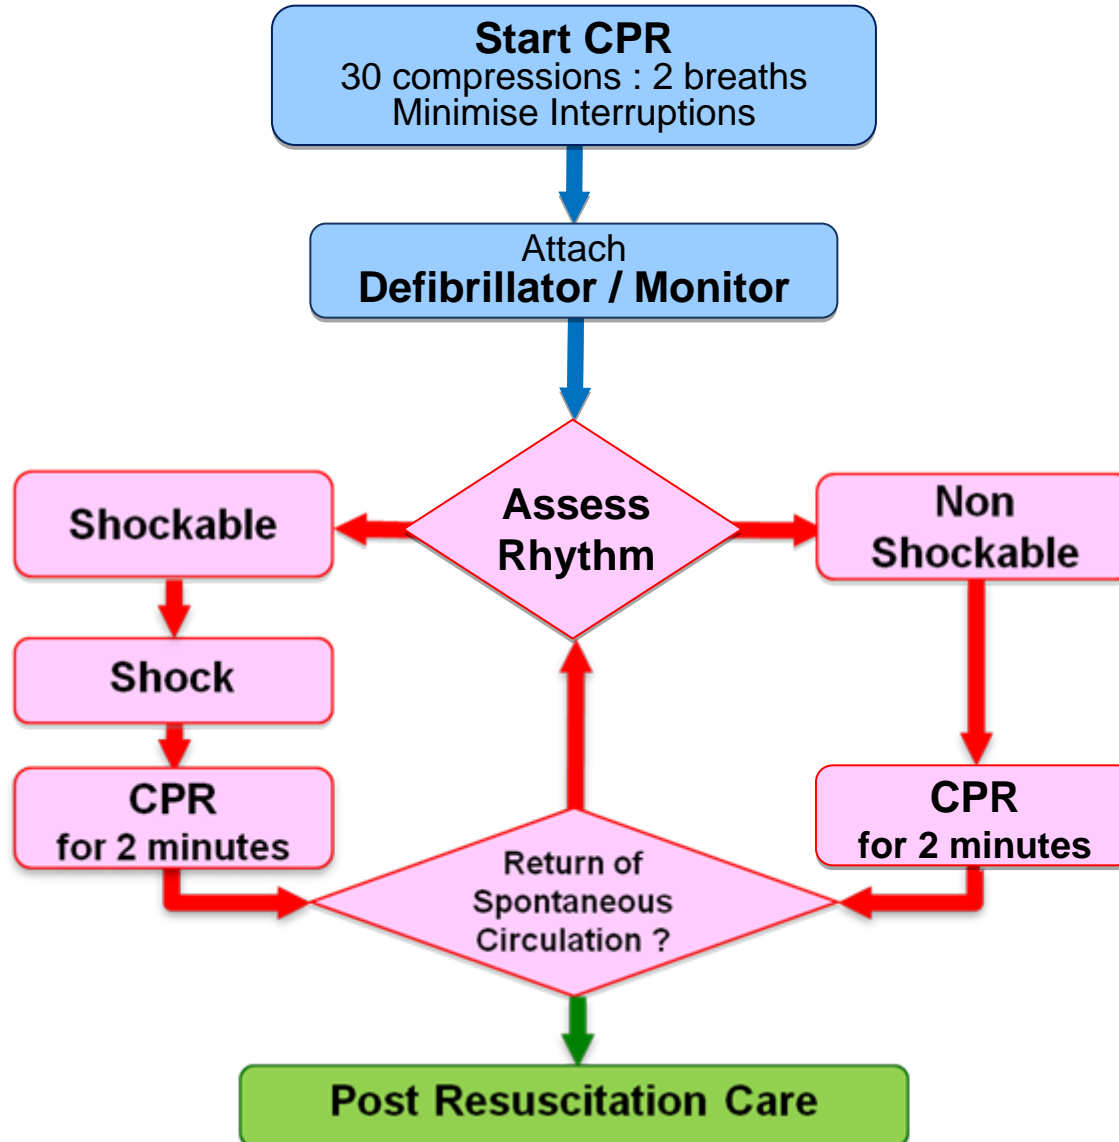 Start CPR
30 compressions : 2 breaths
Minimise Interruptions
Attach
Defibrillator / Monitor
Assess
Rhythm
Shockable
Non
Shockable
Shock
CPR
for 2 minutes
CPR
for 2 minutes
Return of
Spontaneous
Circulation ?
Post Resuscitation Care